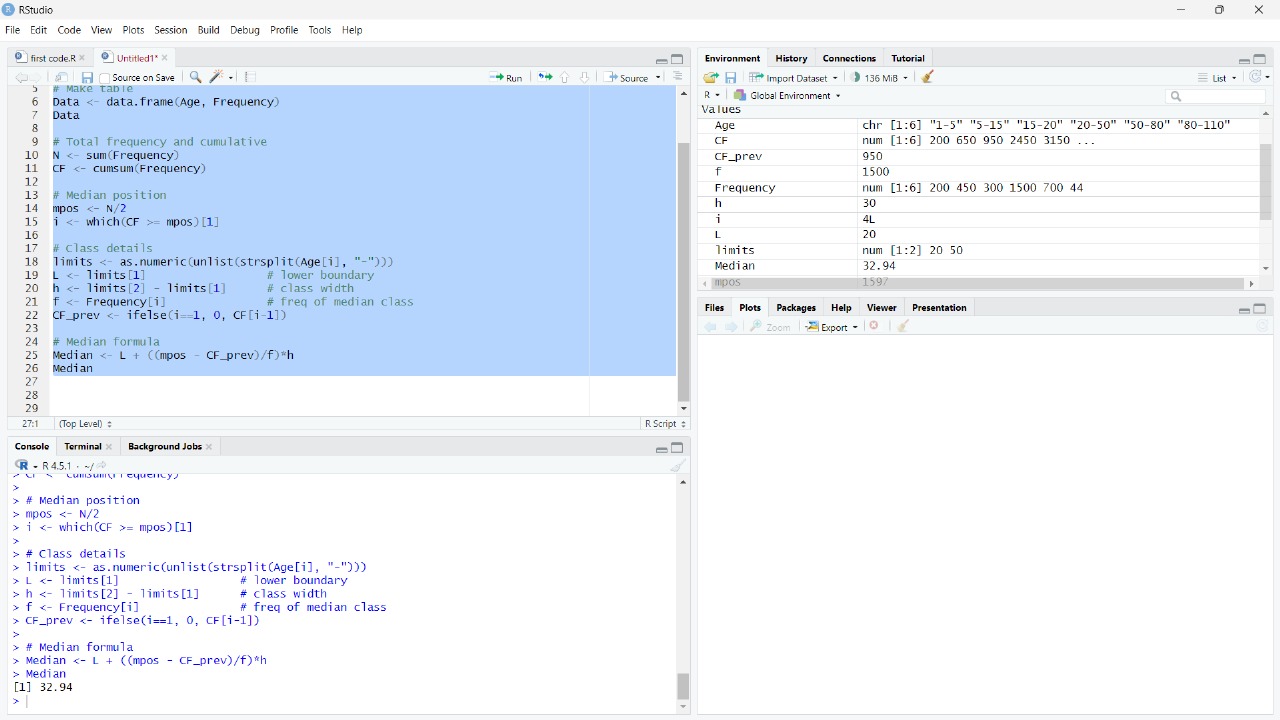 RStudio
File Edit Code View Plots Session Build Debug Profile Tools Help
first code.R Untitled1*
Source on Save Run Source
5 # Make table
6 Data <- data.frame(Age, Frequency)
7 Data
8
9 # Total frequency and cumulative
10 N <- sum(Frequency)
11 CF <- cumsum(Frequency)
12
13 # Median position
14 mpos <- N/2
15 i <- which(CF >= mpos)[1]
16
17 # Class details
18 limits <- as.numeric(unlist(strsplit(Age[i], "-")))
19 L <- limits[1] # lower boundary
20 h <- limits[2] - limits[1] # class width
21 f <- Frequency[i] # freq of median class
22 CF_prev <- ifelse(i==1, 0, CF[i-1])
23
24 # Median formula
25 Median <- L + ((mpos - CF_prev)/f)*h
26 Median
27
28
29
27:1 (Top Level) R Script
Console Terminal Background Jobs
R 4.5.1 · ~/
> CF <- cumsum(Frequency)
>
> # Median position
> mpos <- N/2
> i <- which(CF >= mpos)[1]
>
> # Class details
> limits <- as.numeric(unlist(strsplit(Age[i], "-")))
> L <- limits[1] # lower boundary
> h <- limits[2] - limits[1] # class width
> f <- Frequency[i] # freq of median class
> CF_prev <- ifelse(i==1, 0, CF[i-1])
>
> # Median formula
> Median <- L + ((mpos - CF_prev)/f)*h
> Median
[1] 32.94
>
Environment History Connections Tutorial
Import Dataset 136 MiB List
R Global Environment
Values
Age chr [1:6] "1-5" "5-15" "15-20" "20-50" "50-80" "80-110"
CF num [1:6] 200 650 950 2450 3150 ...
CF_prev 950
f 1500
Frequency num [1:6] 200 450 300 1500 700 44
h 30
i 4L
L 20
limits num [1:2] 20 50
Median 32.94
mpos 1597
Files Plots Packages Help Viewer Presentation
Zoom Export